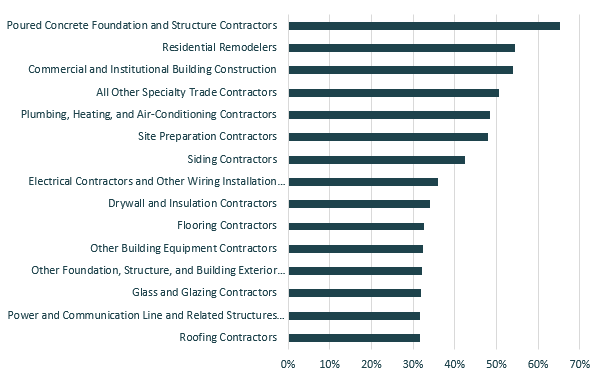 Poured Concrete Foundation and Structure Contractors
Residential Remodelers
Commercial and Institutional Building Construction
All Other Specialty Trade Contractors
Plumbing, Heating, and Air-Conditioning Contractors
Site Preparation Contractors
Siding Contractors
Electrical Contractors and Other Wiring Installation...
Drywall and Insulation Contractors
Flooring Contractors
Other Building Equipment Contractors
Other Foundation, Structure, and Building Exterior...
Glass and Glazing Contractors
Power and Communication Line and Related Structures...
Roofing Contractors
0% 10% 20% 30% 40% 50% 60% 70%